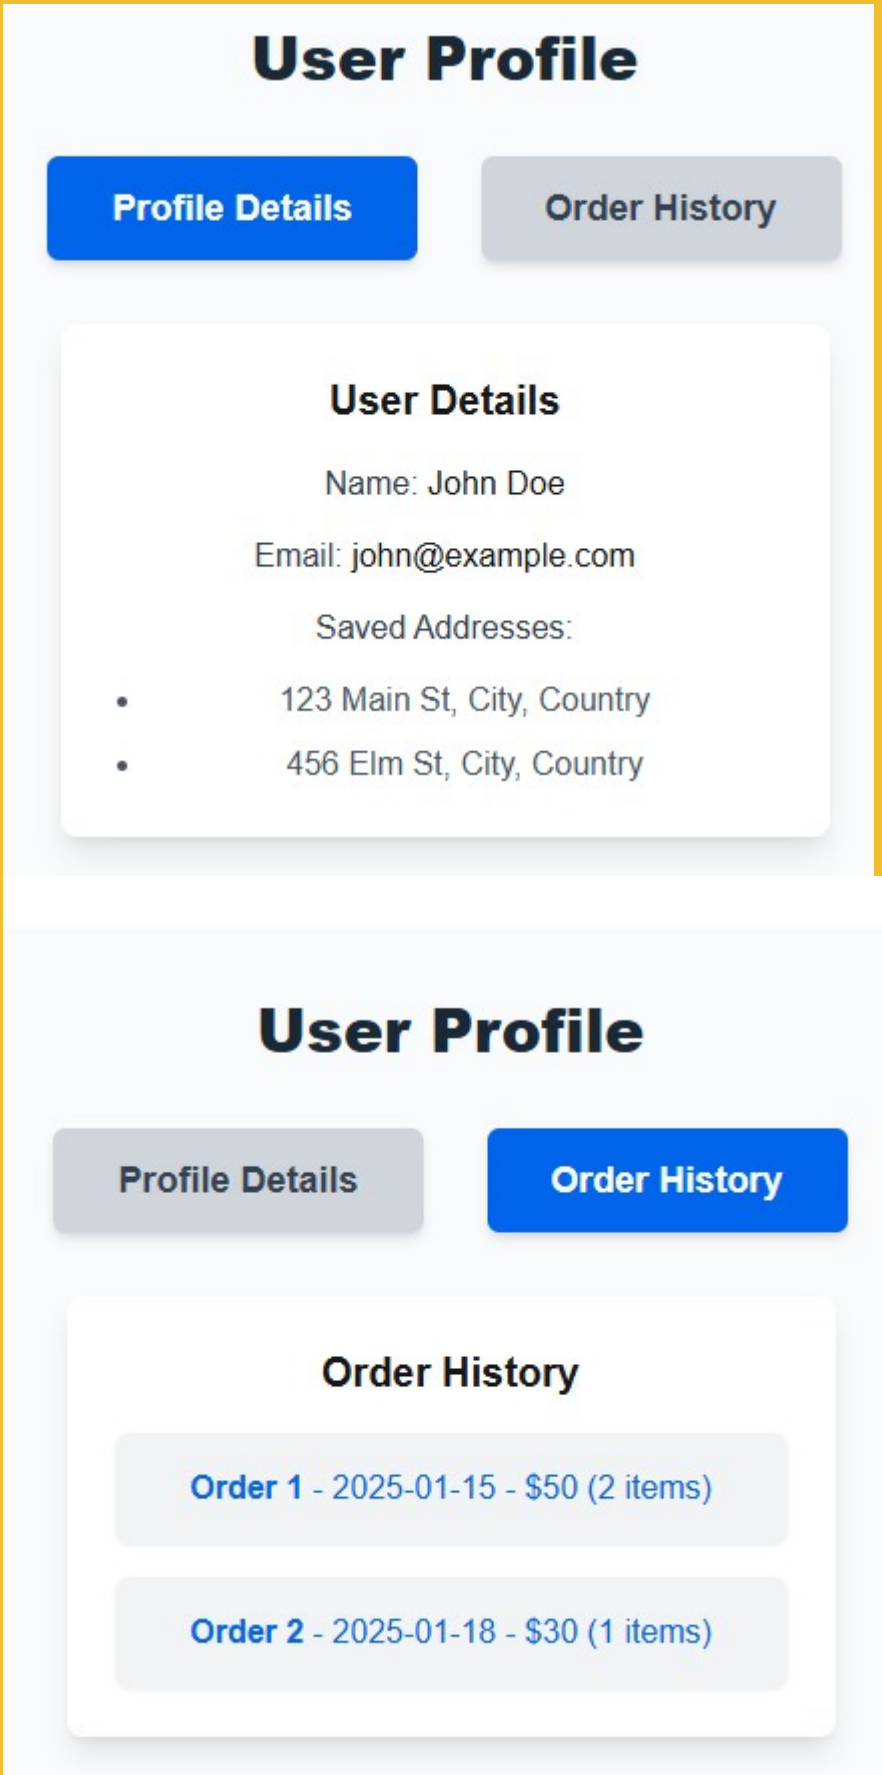 User Profile
Profile Details
Order History
User Details
Name: John Doe
Email: john@example.com
Saved Addresses:
• 123 Main St, City, Country
• 456 Elm St, City, Country
User Profile
Profile Details
Order History
Order History
Order 1 - 2025-01-15 - $50 (2 items)
Order 2 - 2025-01-18 - $30 (1 items)